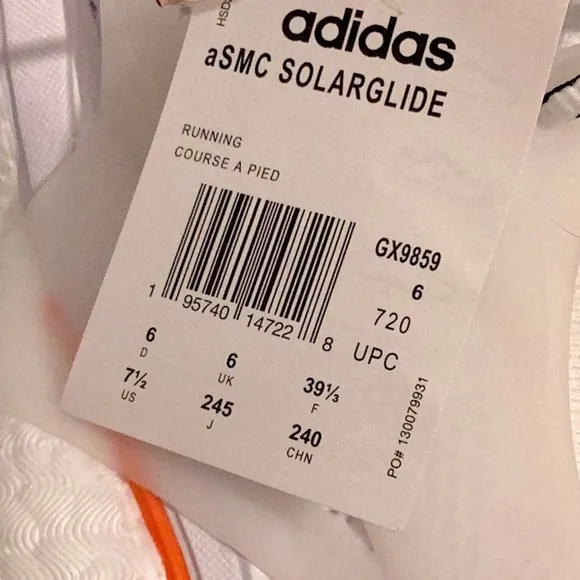 HSD
adidas
aSMC SOLARGLIDE
RUNNING
COURSE A PIED
GX9859
6
720
UPC
1 95740 14722 8
6 6 39⅓
D UK F
7½ 245 240
US J CHN
PO# 130079931